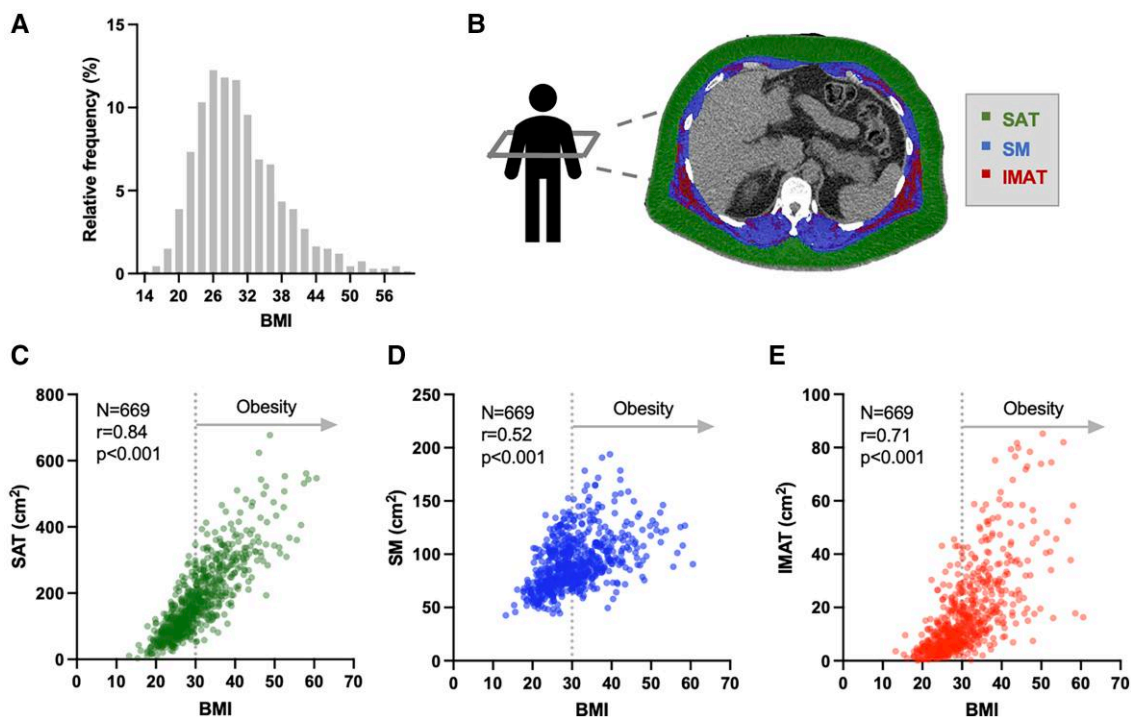 A
15
10
5
0
Relative frequency (%)
14 20 26 32 38 44 50 56
BMI
B
SAT
SM
IMAT
C
N=669
r=0.84
p<0.001
Obesity
800
600
400
200
0
SAT (cm²)
0 10 20 30 40 50 60 70
BMI
D
N=669
r=0.52
p<0.001
Obesity
250
200
150
100
50
0
SM (cm²)
0 10 20 30 40 50 60 70
BMI
E
N=669
r=0.71
p<0.001
Obesity
100
80
60
40
20
0
IMAT (cm²)
0 10 20 30 40 50 60 70
BMI